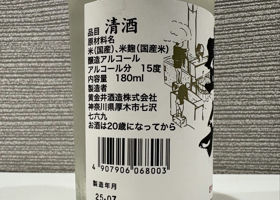 品目 清酒
原材料名
米(国産)、米麹(国産米)
醸造アルコール
アルコール分 15度
内容量 180ml
製造者
黄金井酒造株式会社
神奈川県厚木市七沢
七六九
お酒は20歳になってから
4907906068003
製造年月
25.07